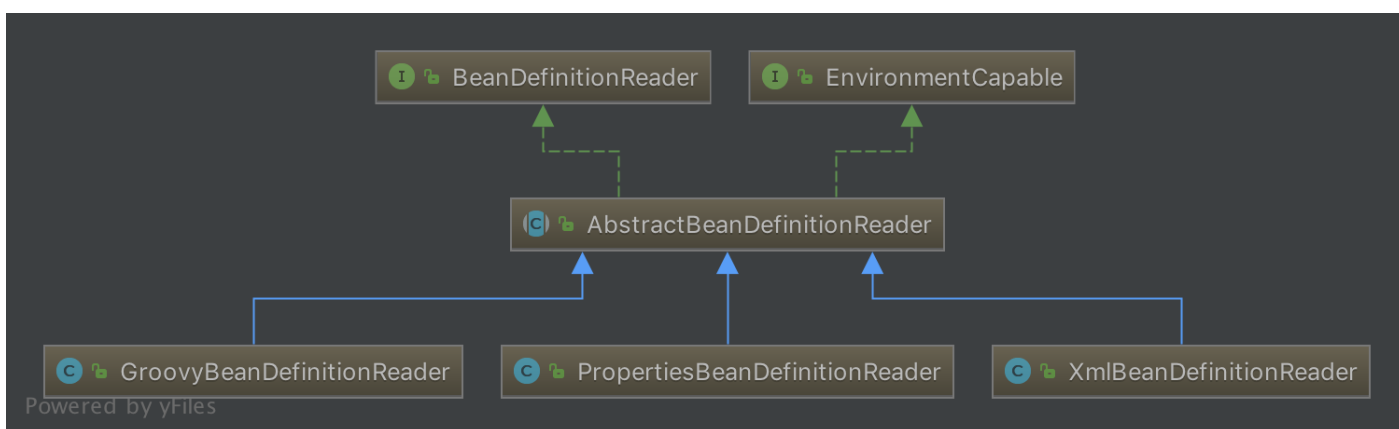 I BeanDefinitionReader
I EnvironmentCapable
C AbstractBeanDefinitionReader
C GroovyBeanDefinitionReader
C PropertiesBeanDefinitionReader
C XmlBeanDefinitionReader
Powered by yFiles